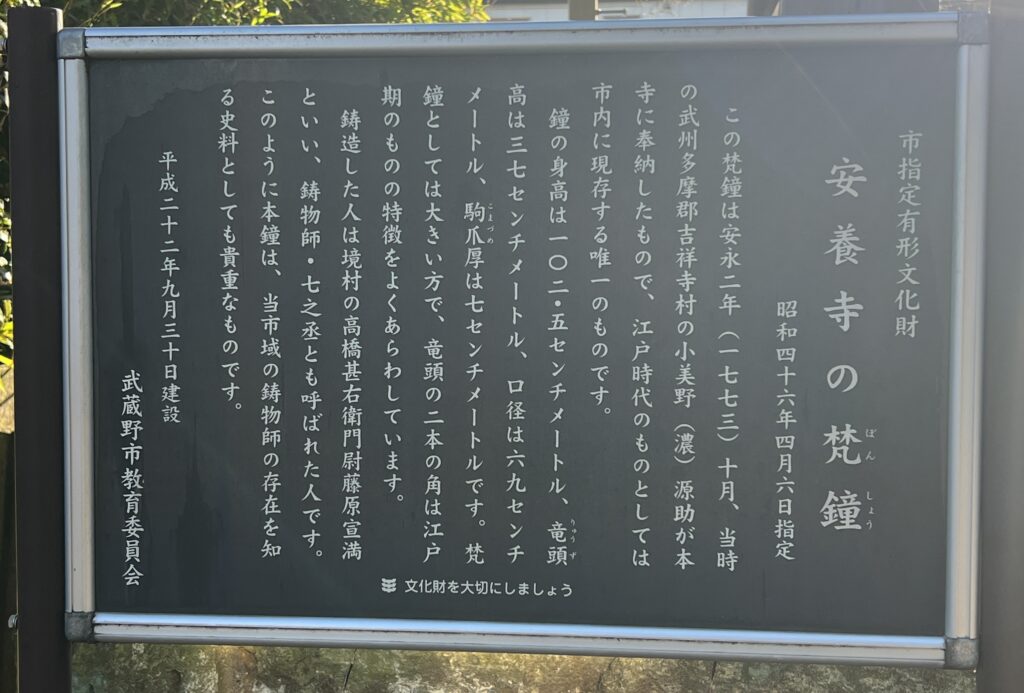 市指定有形文化財
安養寺の梵鐘
ぼんしょう
昭和四十六年四月六日指定
この梵鐘は安永二年（一七七三）十月、当時
の武州多摩郡吉祥寺村の小美野（濃）源助が本
寺に奉納したもので、江戸時代のものとしては
市内に現存する唯一のものです。
鐘の身高は一〇二・五センチメートル、竜頭
りゅうず
高は三七センチメートル、口径は六九センチ
メートル、駒爪厚は七センチメートルです。梵
こまづめ
鐘としては大きい方で、竜頭の二本の角は江戸
期のものの特徴をよくあらわしています。
鋳造した人は境村の高橋甚右衛門尉藤原宣満
といい、鋳物師・七之丞とも呼ばれた人です。
このように本鐘は、当市域の鋳物師の存在を知
る史料としても貴重なものです。
平成二十二年九月三十日建設
武蔵野市教育委員会
文化財を大切にしましょう